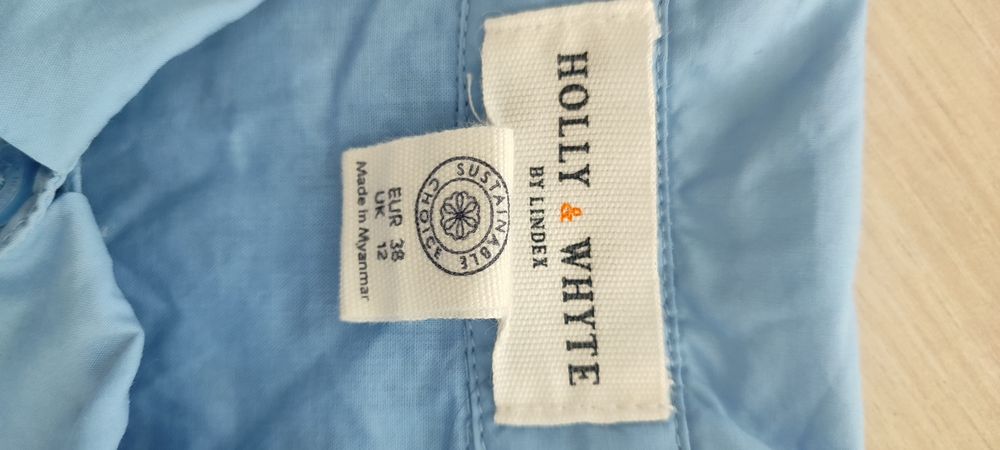 HOLLY & WHYTE
BY LINDEX
SUSTAINABLE CHOICE
EUR 38
UK 12
Made in Myanmar